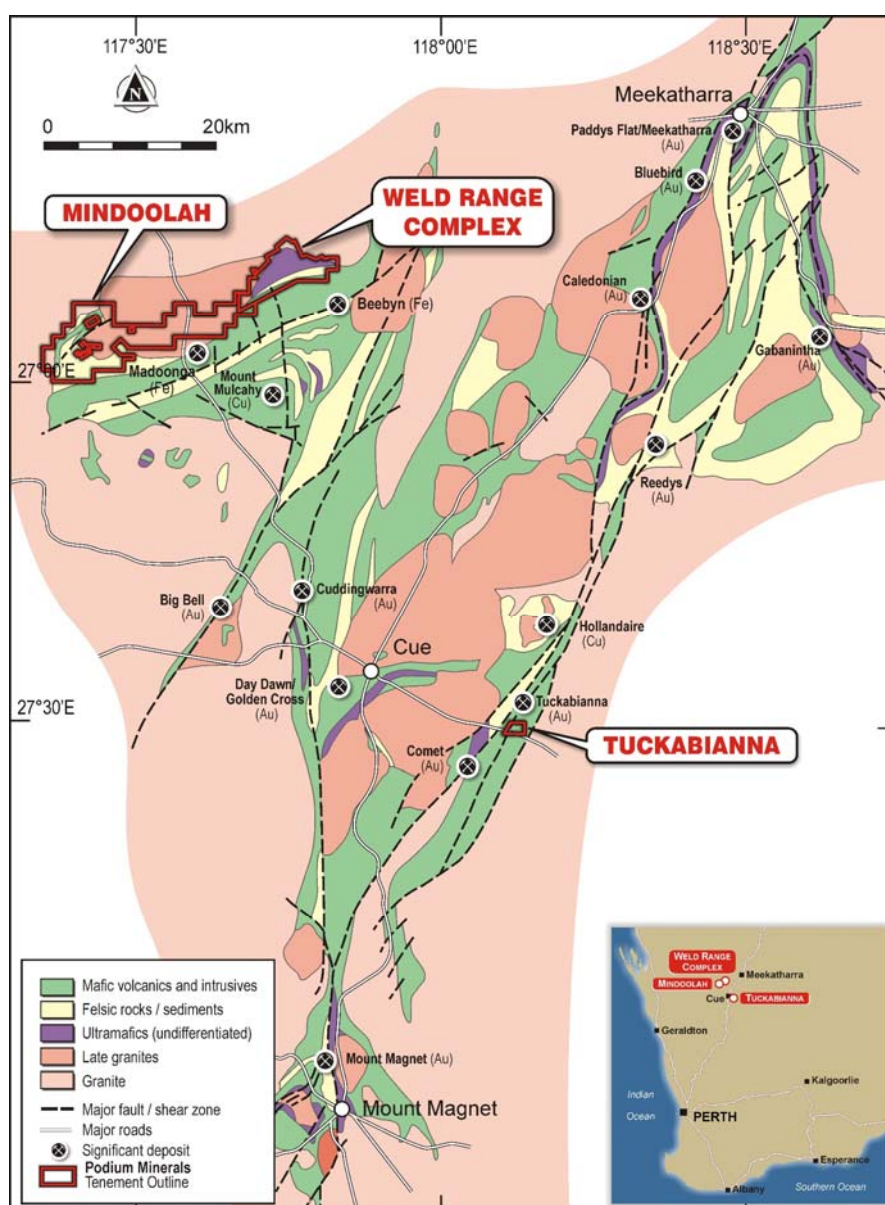 117°30'E
118°00'E
118°30'E
N
0
20km
Meekatharra
Paddys Flat/Meekatharra
(Au)
Bluebird
(Au)
MINDOOLAH
WELD RANGE
COMPLEX
Caledonian
(Au)
Beebyn (Fe)
Gabanintha
(Au)
Madoonga
(Fe)
27°00'E
Mount
Mulcahy
(Cu)
Reedys
(Au)
Big Bell
(Au)
Cuddingwarra
(Au)
Hollandaire
(Cu)
Cue
Day Dawn/
Golden Cross
(Au)
27°30'E
Tuckabianna
(Au)
TUCKABIANNA
Comet
(Au)
Mount Magnet (Au)
Mount Magnet
Mafic volcanics and intrusives
Felsic rocks / sediments
Ultramafics (undifferentiated)
Late granites
Granite
Major fault / shear zone
Major roads
Significant deposit
Podium Minerals
Tenement Outline
WELD RANGE
COMPLEX
Meekatharra
MINDOOLAH
Cue
TUCKABIANNA
Geraldton
Kalgoorlie
Indian
Ocean
PERTH
Esperance
Albany
Southern Ocean